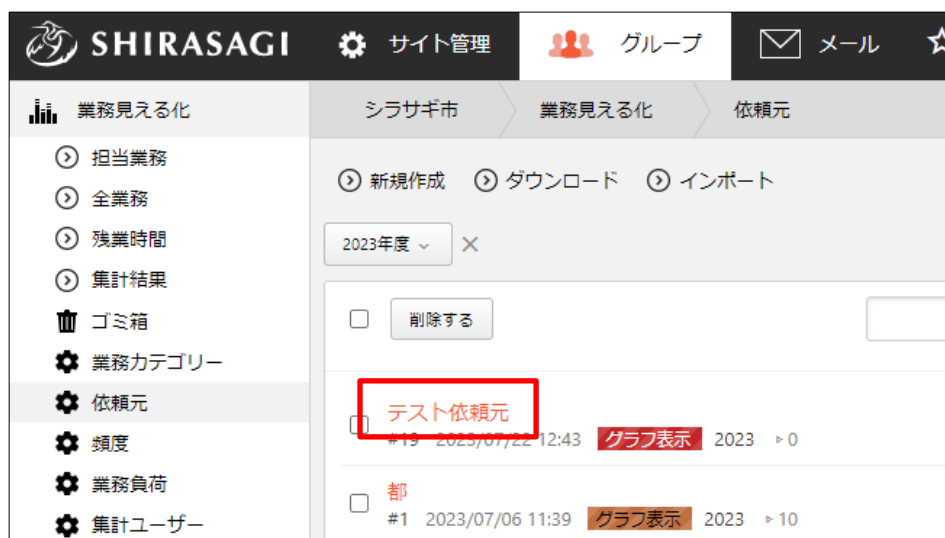 SHIRASAGI サイト管理 グループ メール
業務見える化
シラサギ市 業務見える化 依頼元
担当業務
全業務
残業時間
集計結果
ゴミ箱
業務カテゴリー
依頼元
頻度
業務負荷
集計ユーザー
新規作成 ダウンロード インポート
2023年度
削除する
テスト依頼元
#19 2023/07/22 12:43 グラフ表示 2023 0
都
#1 2023/07/06 11:39 グラフ表示 2023 10